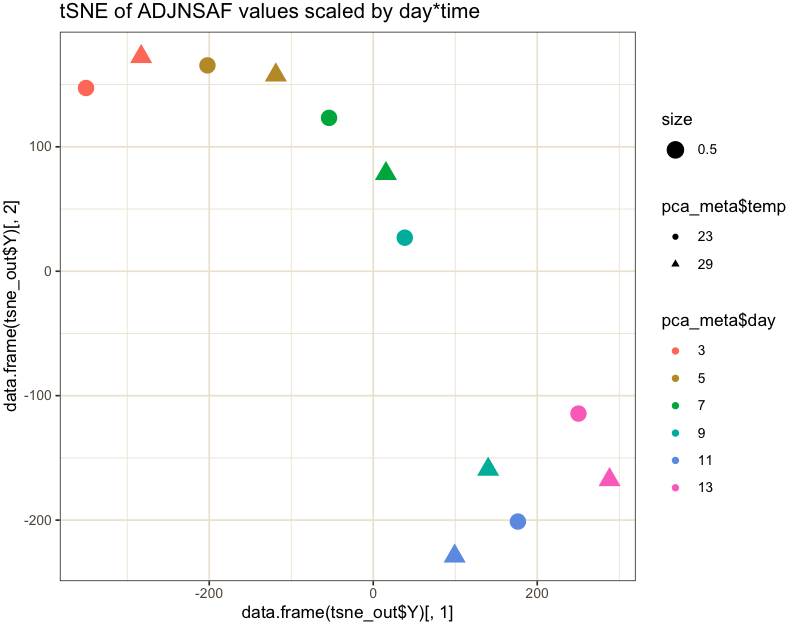 tSNE of ADJNSAF values scaled by day*time
data.frame(tsne_out$Y)[, 2]
100
0
-100
-200
-200
0
200
data.frame(tsne_out$Y)[, 1]
size
0.5
pca_meta$temp
23
29
pca_meta$day
3
5
7
9
11
13